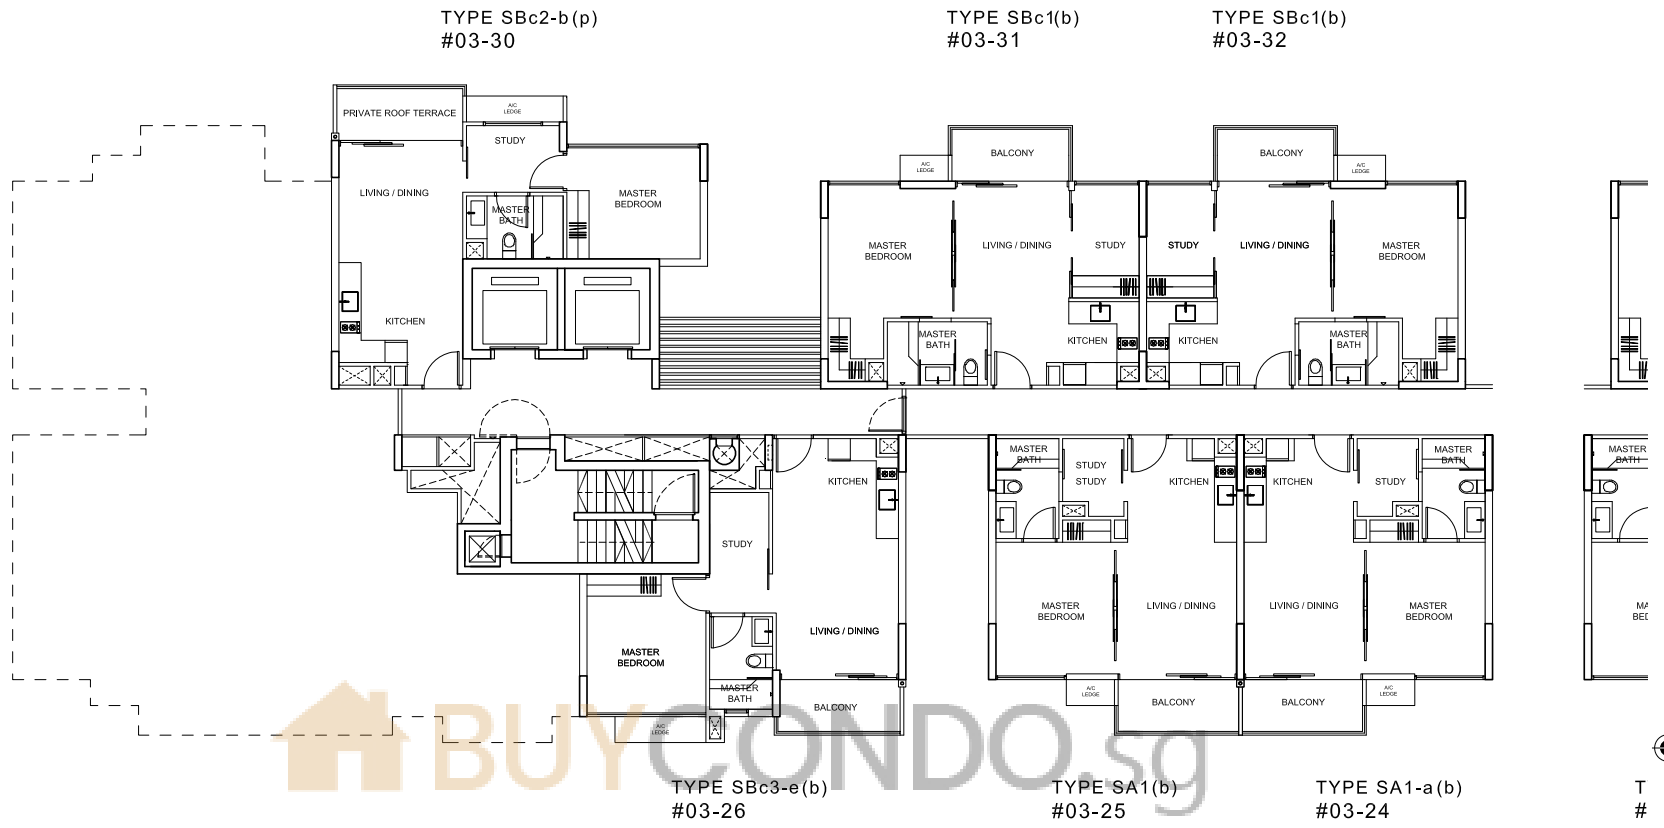 TYPE SBc2-b(p)
#03-30
TYPE SBc1(b)
#03-31
TYPE SBc1(b)
#03-32
PRIVATE ROOF TERRACE
A/C
LEDGE
STUDY
LIVING / DINING
MASTER
BEDROOM
MASTER
BATH
KITCHEN
BALCONY
A/C
LEDGE
MASTER
BEDROOM
LIVING / DINING
STUDY
MASTER
BATH
KITCHEN
BALCONY
A/C
LEDGE
STUDY
LIVING / DINING
MASTER
BEDROOM
KITCHEN
MASTER
BATH
KITCHEN
STUDY
LIVING / DINING
MASTER
BEDROOM
MASTER
BATH
BALCONY
A/C
LEDGE
MASTER
BATH
STUDY
STUDY
KITCHEN
MASTER
BEDROOM
LIVING / DINING
A/C
LEDGE
BALCONY
KITCHEN
STUDY
MASTER
BATH
LIVING / DINING
MASTER
BEDROOM
BALCONY
A/C
LEDGE
MASTER
BATH
MA
BED
BUYCONDO.sg
TYPE SBc3-e(b)
#03-26
TYPE SA1(b)
#03-25
TYPE SA1-a(b)
#03-24
T
#